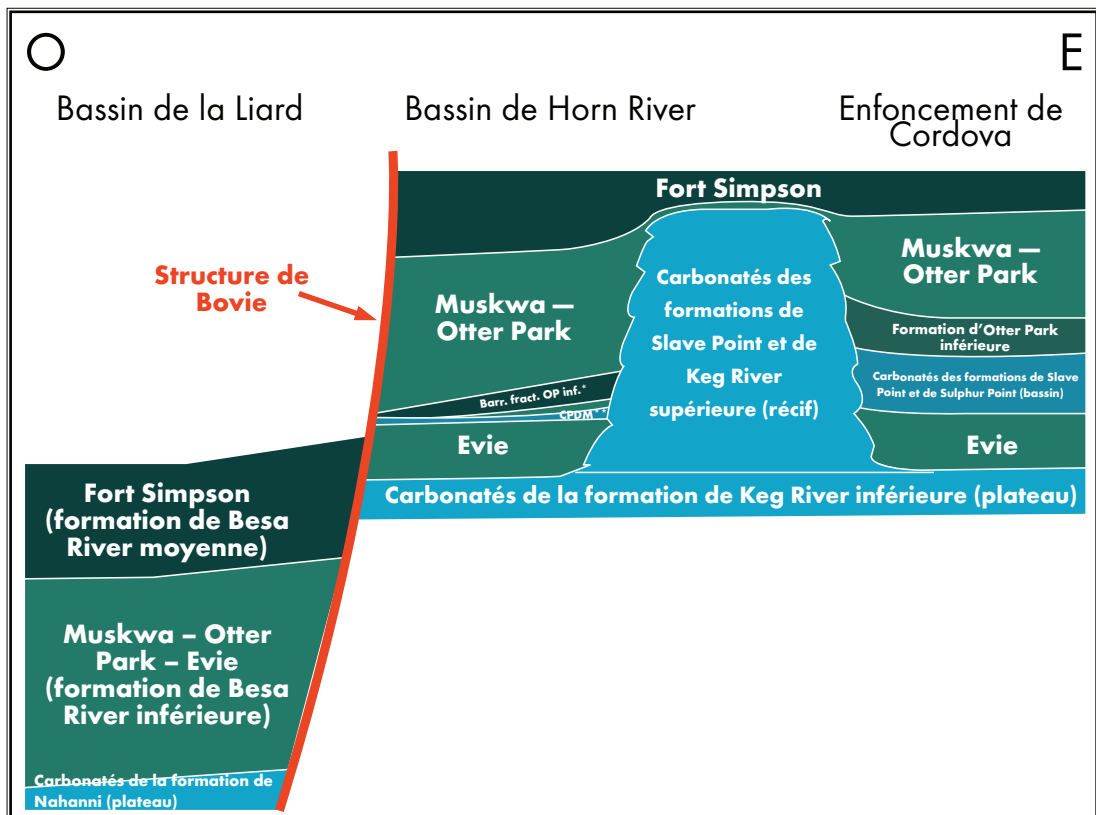 O
E
Bassin de la Liard
Bassin de Horn River
Enfoncement de
Cordova
Fort Simpson
Structure de
Bovie
Muskwa —
Otter Park
Carbonatés des
formations de
Slave Point et de
Keg River
supérieure (récif)
Muskwa —
Otter Park
Formation d'Otter Park
inférieure
Barr. fract. OP inf.*
CPDM**
Carbonatés des formations de Slave
Point et de Sulphur Point (bassin)
Evie
Evie
Carbonatés de la formation de Keg River inférieure (plateau)
Fort Simpson
(formation de Besa
River moyenne)
Muskwa – Otter
Park – Evie
(formation de Besa
River inférieure)
Carbonatés de la formation de
Nahanni (plateau)